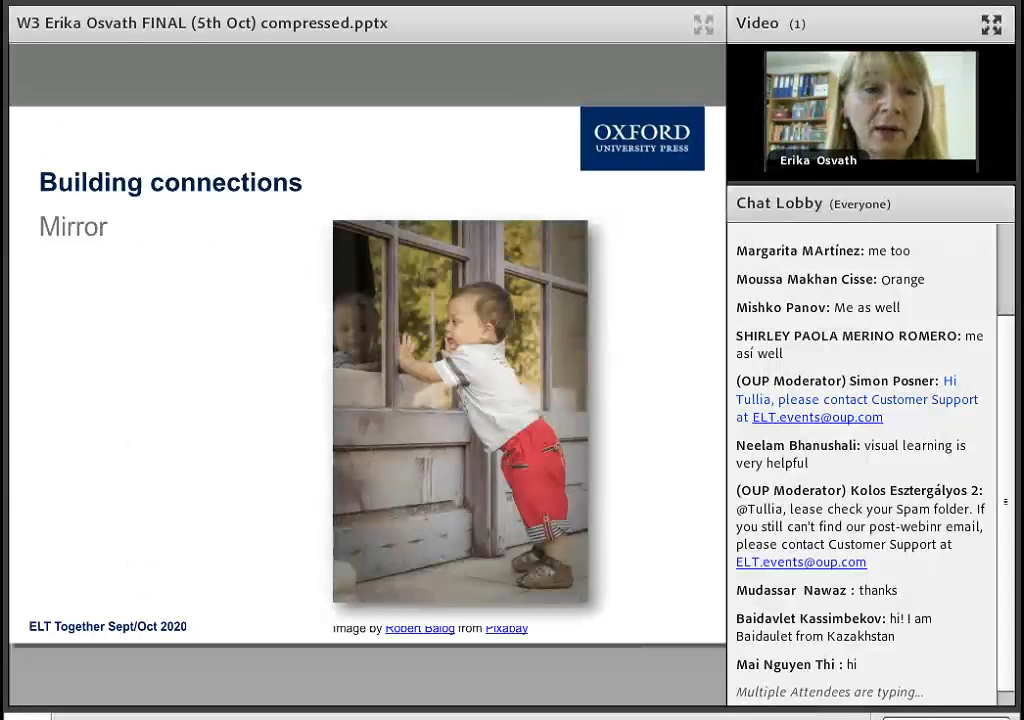 W3 Erika Osvath FINAL (5th Oct) compressed.pptx
OXFORD
UNIVERSITY PRESS
Building connections
Mirror
Image by Robert Balog from Pixabay
ELT Together Sept/Oct 2020
Video (1)
Erika Osvath
Chat Lobby (Everyone)
Margarita MArtínez: me too
Moussa Makhan Cisse: Orange
Mishko Panov: Me as well
SHIRLEY PAOLA MERINO ROMERO: me
así well
(OUP Moderator) Simon Posner: Hi
Tullia, please contact Customer Support
at ELT.events@oup.com
Neelam Bhanushali: visual learning is
very helpful
(OUP Moderator) Kolos Esztergályos 2:
@Tullia, lease check your Spam folder. If
you still can't find our post-webinr email,
please contact Customer Support at
ELT.events@oup.com
Mudassar Nawaz : thanks
Baidavlet Kassimbekov: hi! I am
Baidaulet from Kazakhstan
Mai Nguyen Thi : hi
Multiple Attendees are typing...